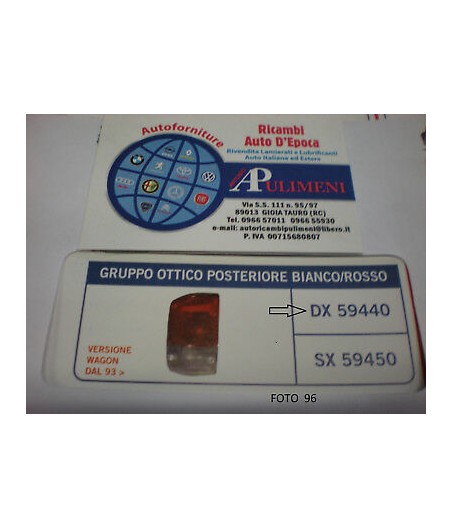 Autoforniture
Ricambi
Auto D'Epoca
Rivendita Lamierati e Lubrificanti
Auto Italiane ed Estere
PULIMENI
Via S.S. 111 n. 95/97
89013 GIOIA TAURO (RC)
Tel. 0966 57011 0966 55930
e-mail: autoricambipulimeni@libero.it
P. IVA 00715680807
GRUPPO OTTICO POSTERIORE BIANCO/ROSSO
VERSIONE
WAGON
DAL 93 >
DX 59440
SX 59450
FOTO 96